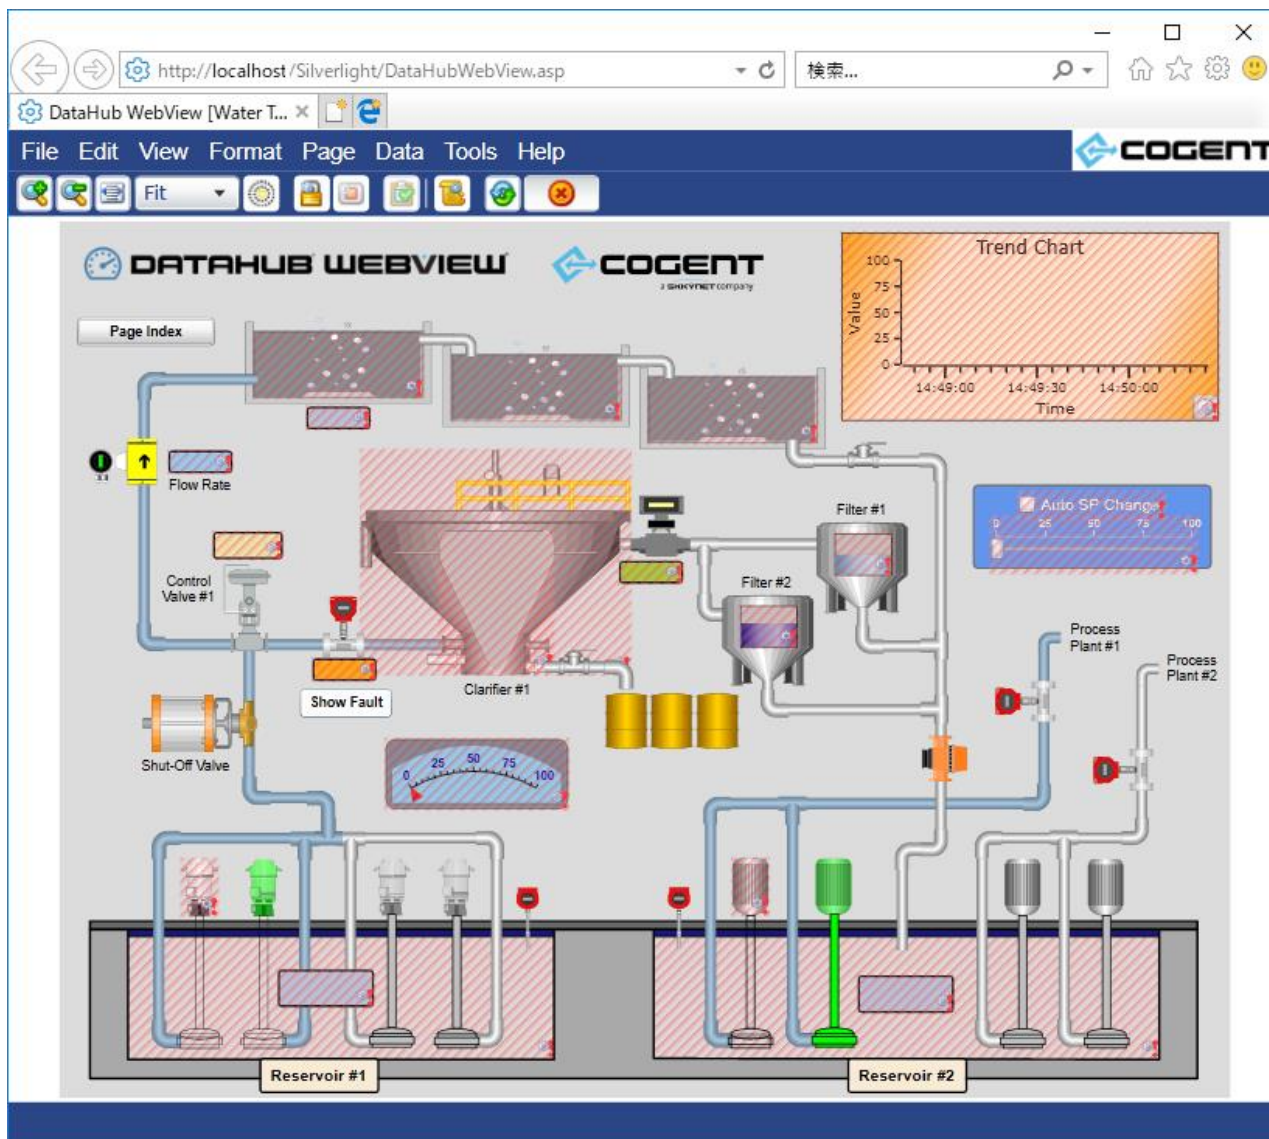 http://localhost/Silverlight/DataHubWebView.asp
検索...
DataHub WebView [Water T...
File Edit View Format Page Data Tools Help
COGENT
Fit
DATAHUB WEBVIEW
COGENT
a SKKYNET company
Trend Chart
Value
100
75
50
25
0
14:49:00 14:49:30 14:50:00
Time
Page Index
Flow Rate
Control
Valve #1
Filter #1
Filter #2
Auto SP Change
0 25 50 75 100
Process
Plant #1
Process
Plant #2
Clarifier #1
Show Fault
Shut-Off Valve
0 25 50 75 100
Reservoir #1
Reservoir #2